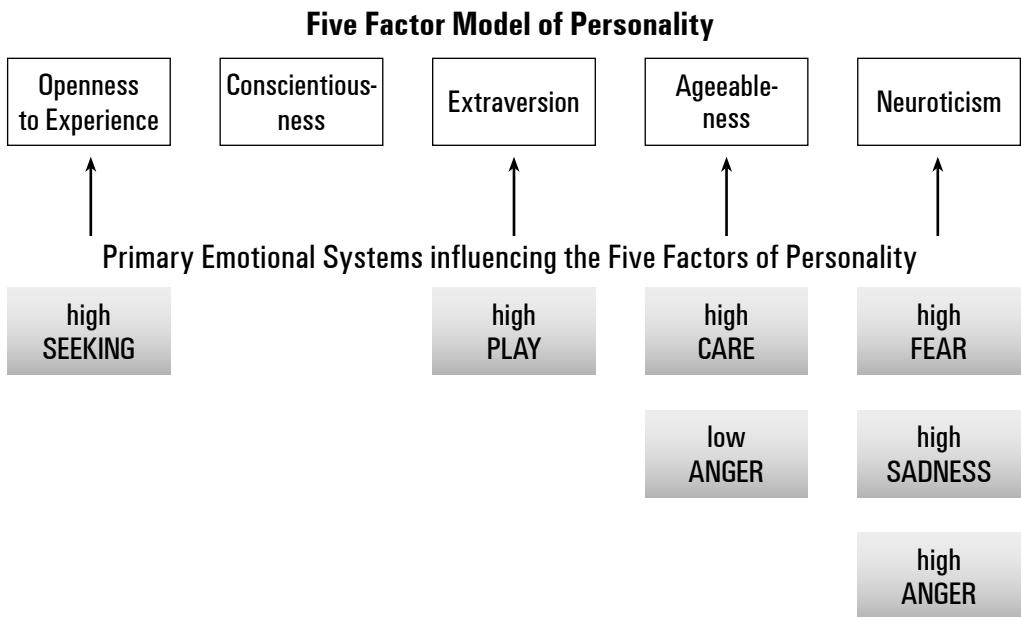 Five Factor Model of Personality
Openness
to Experience
Conscientious-
ness
Extraversion
Ageeable-
ness
Neuroticism
Primary Emotional Systems influencing the Five Factors of Personality
high
SEEKING
high
PLAY
high
CARE
high
FEAR
low
ANGER
high
SADNESS
high
ANGER